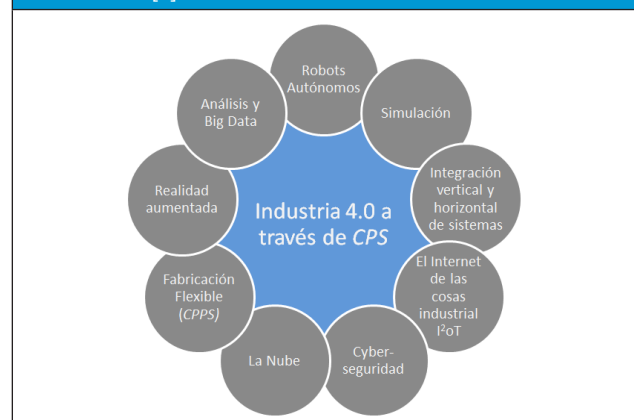 Robots
Autónomos
Simulación
Integración
vertical y
horizontal
de sistemas
El Internet
de las
cosas
industrial
I²oT
Cyber-
seguridad
La Nube
Fabricación
Flexible
(CPPS)
Realidad
aumentada
Análisis y
Big Data
Industria 4.0 a
través de CPS